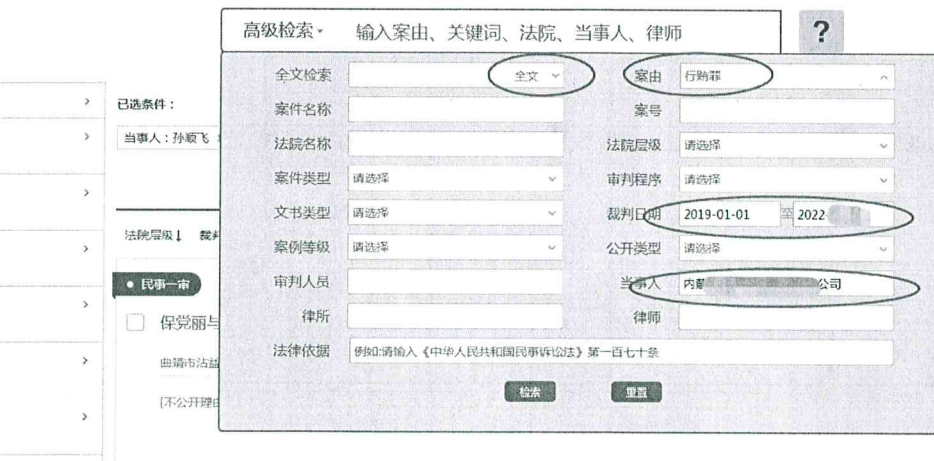 高级检索 输入案由、关键词、法院、当事人、律师 ?
全文检索 全文 案由 行贿罪
案件名称 案号
法院名称 法院层级 请选择
案件类型 请选择 审判程序 请选择
文书类型 请选择 裁判日期 2019-01-01 至 2022
案例等级 请选择 公开类型 请选择
审判人员 当事人 内 公司
律所 律师
法律依据 例如:请输入《中华人民共和国民事诉讼法》第一百七十条
检索 重置
已选条件：
当事人：孙顺飞
法院层级↓ 裁判
民事一审
保党丽与
曲靖市沾益
[不公开理由